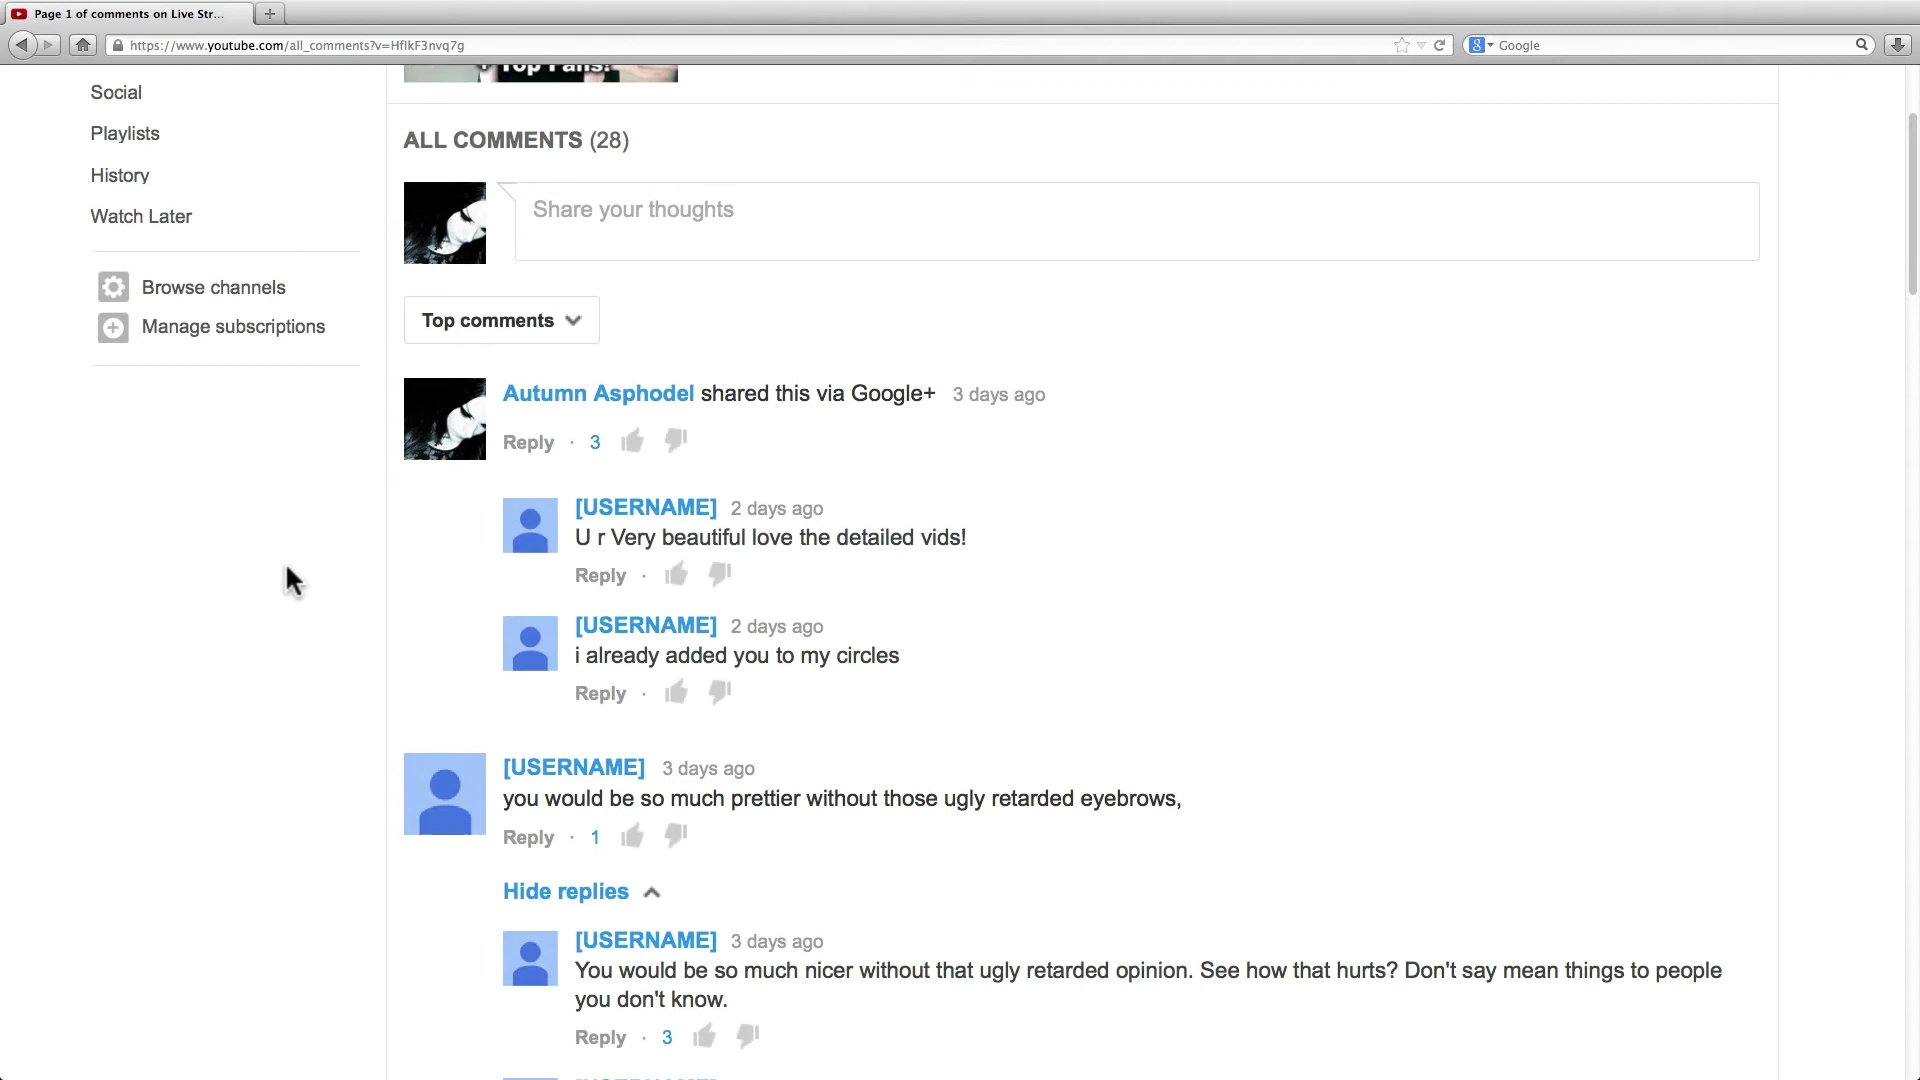 Page 1 of comments on Live Str...
https://www.youtube.com/all_comments?v=HflkF3nvq7g
Google
+ Top Fans!
Social
Playlists
History
Watch Later
Browse channels
Manage subscriptions
ALL COMMENTS (28)
Share your thoughts
Top comments
Autumn Asphodel shared this via Google+ 3 days ago
Reply · 3
[USERNAME] 2 days ago
U r Very beautiful love the detailed vids!
Reply ·
[USERNAME] 2 days ago
i already added you to my circles
Reply ·
[USERNAME] 3 days ago
you would be so much prettier without those ugly retarded eyebrows,
Reply · 1
Hide replies
[USERNAME] 3 days ago
You would be so much nicer without that ugly retarded opinion. See how that hurts? Don't say mean things to people
you don't know.
Reply · 3